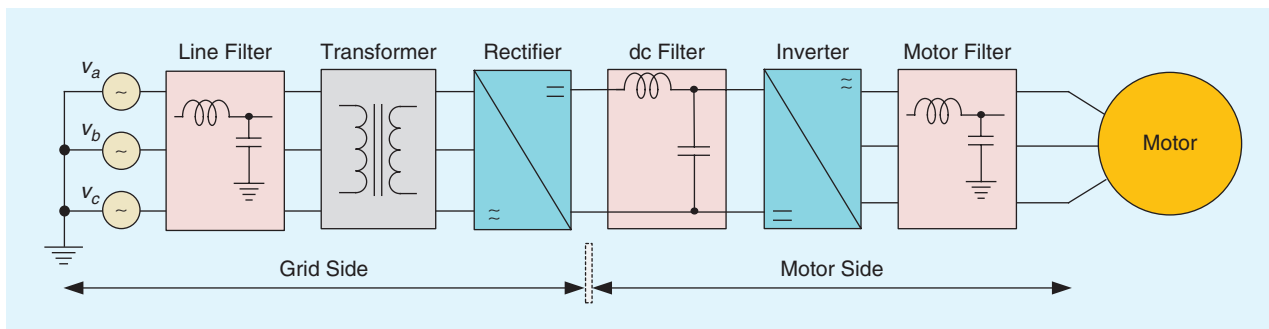 Line Filter
Transformer
Rectifier
dc Filter
Inverter
Motor Filter
va
vb
vc
Motor
Grid Side
Motor Side